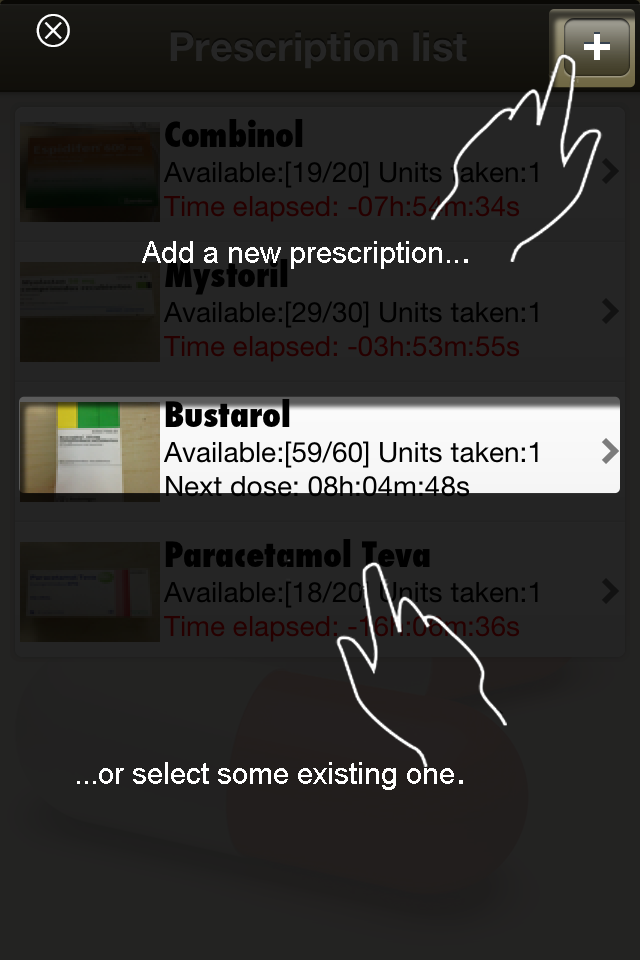 Prescription list
Combinol
Available:[19/20] Units taken:1
Time elapsed: -07h:54m:34s
Add a new prescription...
Mystoril
Available:[29/30] Units taken:1
Time elapsed: -03h:53m:55s
Bustarol
Available:[59/60] Units taken:1
Next dose: 08h:04m:48s
Paracetamol Teva
Available:[18/20] Units taken:1
Time elapsed: -16h:06m:36s
...or select some existing one.
Paracetamol Teva